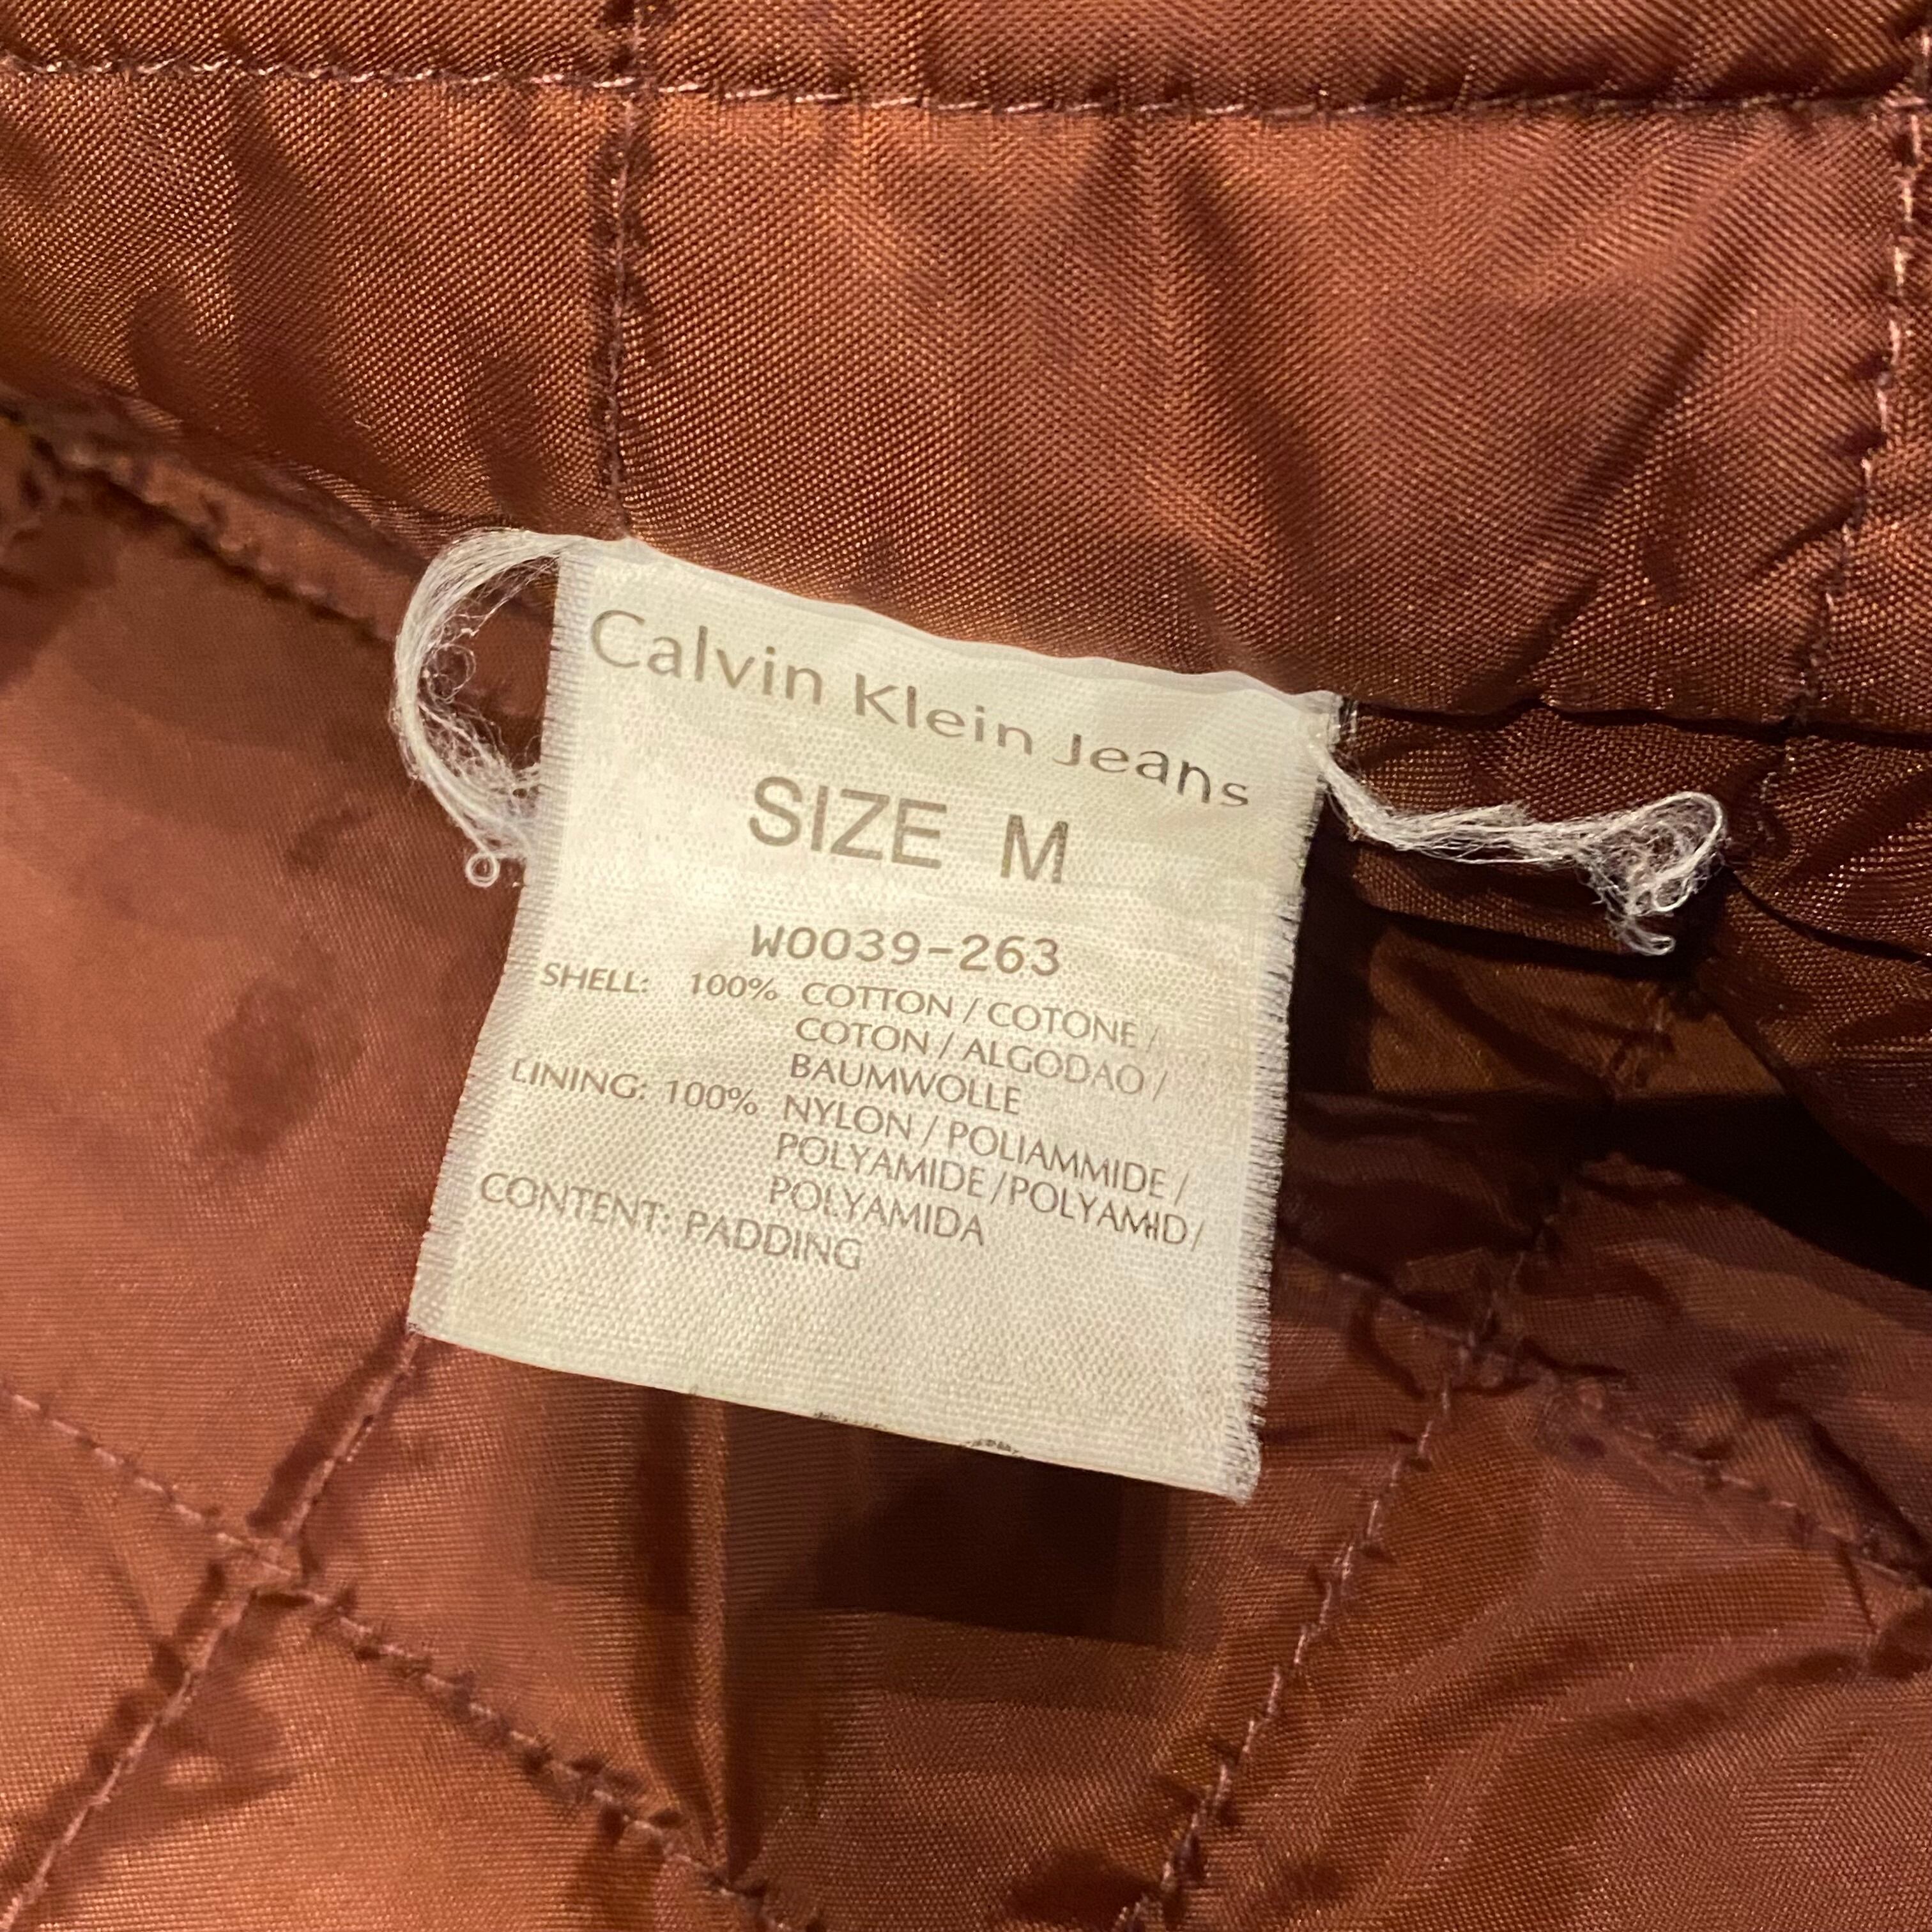 Calvin Klein Jeans
SIZE M
W0039-263
SHELL: 100% COTTON / COTONE /
COTON / ALGODAO /
BAUMWOLLE
LINING: 100% NYLON / POLIAMMIDE /
POLYAMIDE / POLYAMID /
POLYAMIDA
CONTENT: PADDING